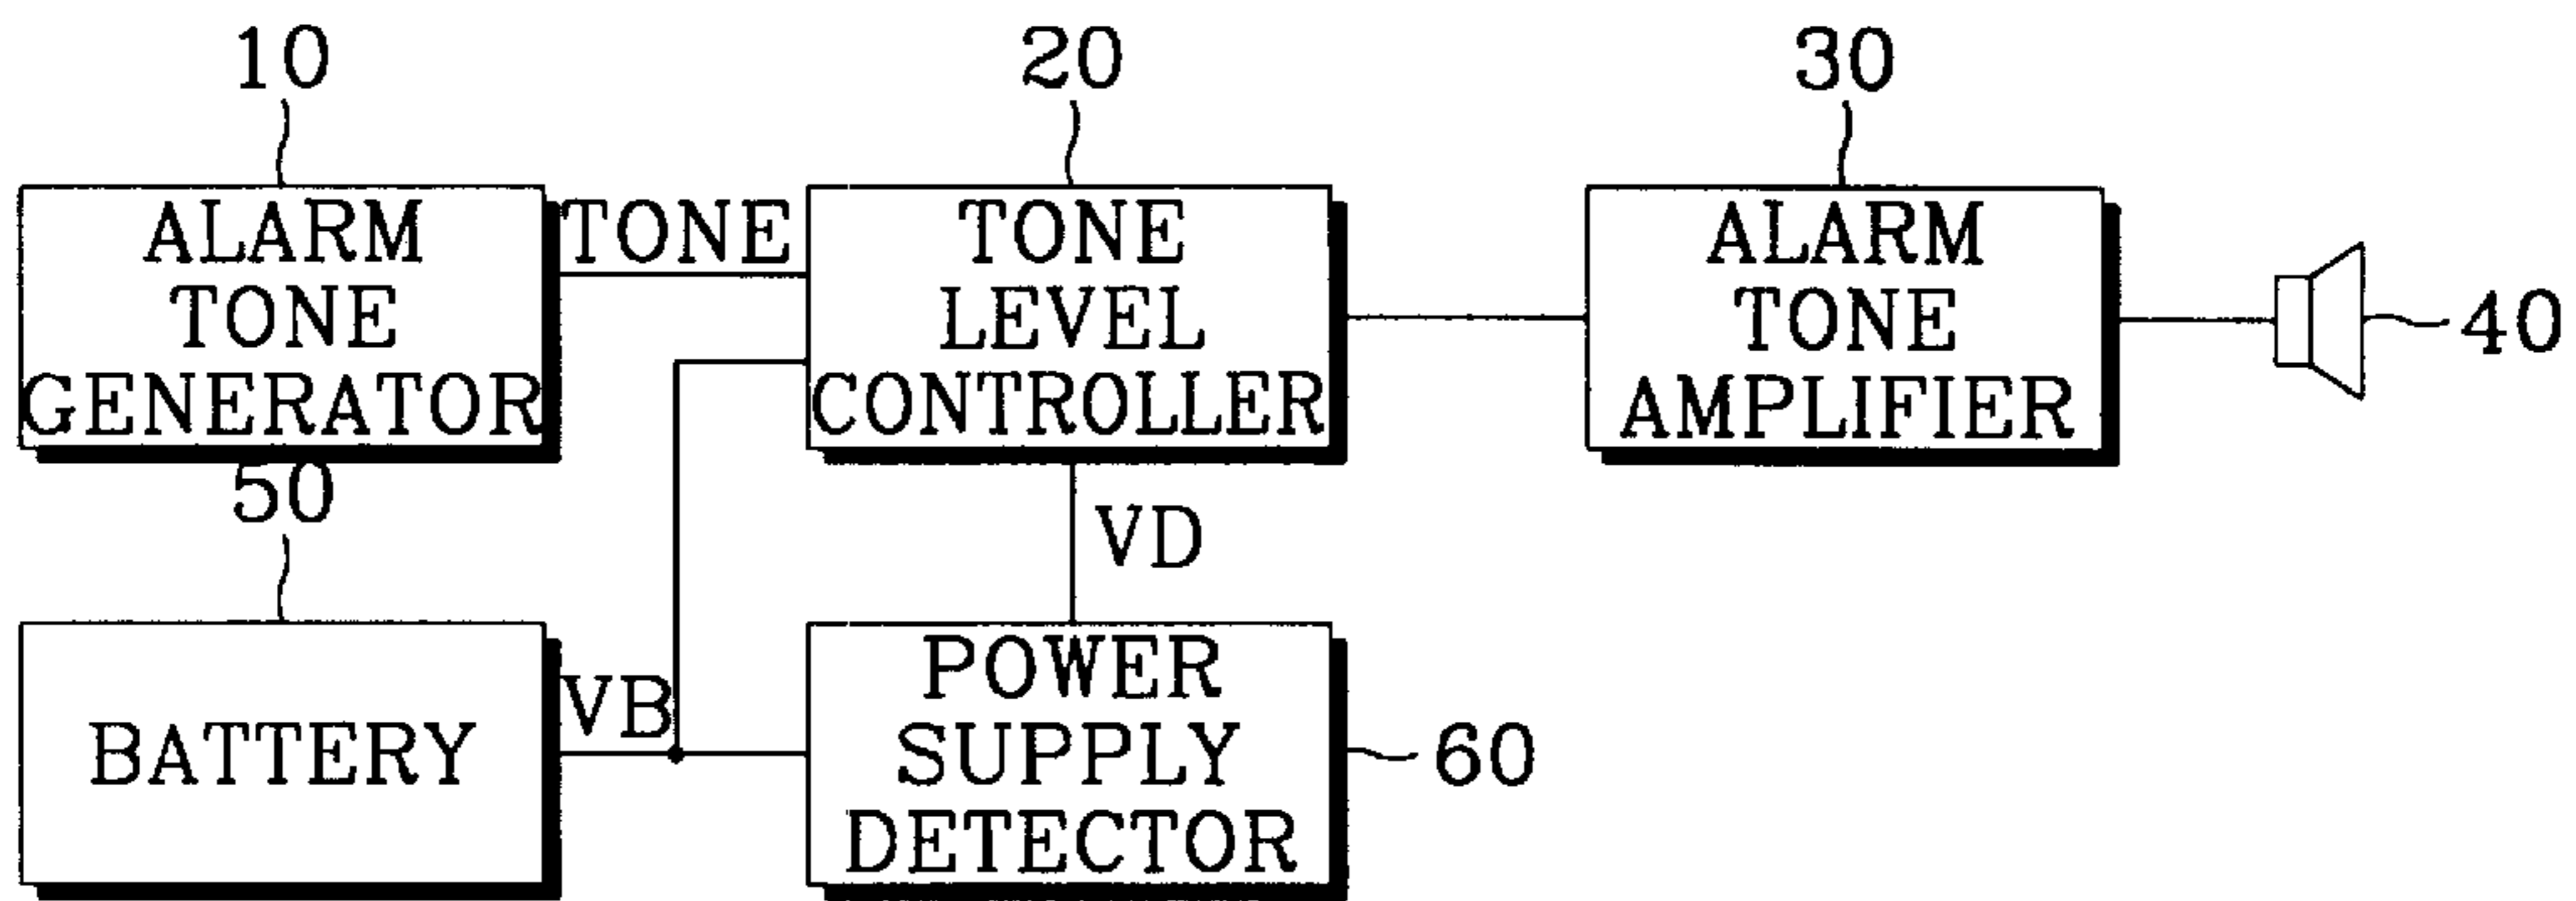 10
20
30
ALARM
TONE
GENERATOR
TONE
TONE
LEVEL
CONTROLLER
ALARM
TONE
AMPLIFIER
40
50
VD
BATTERY
VB
POWER
SUPPLY
DETECTOR
60